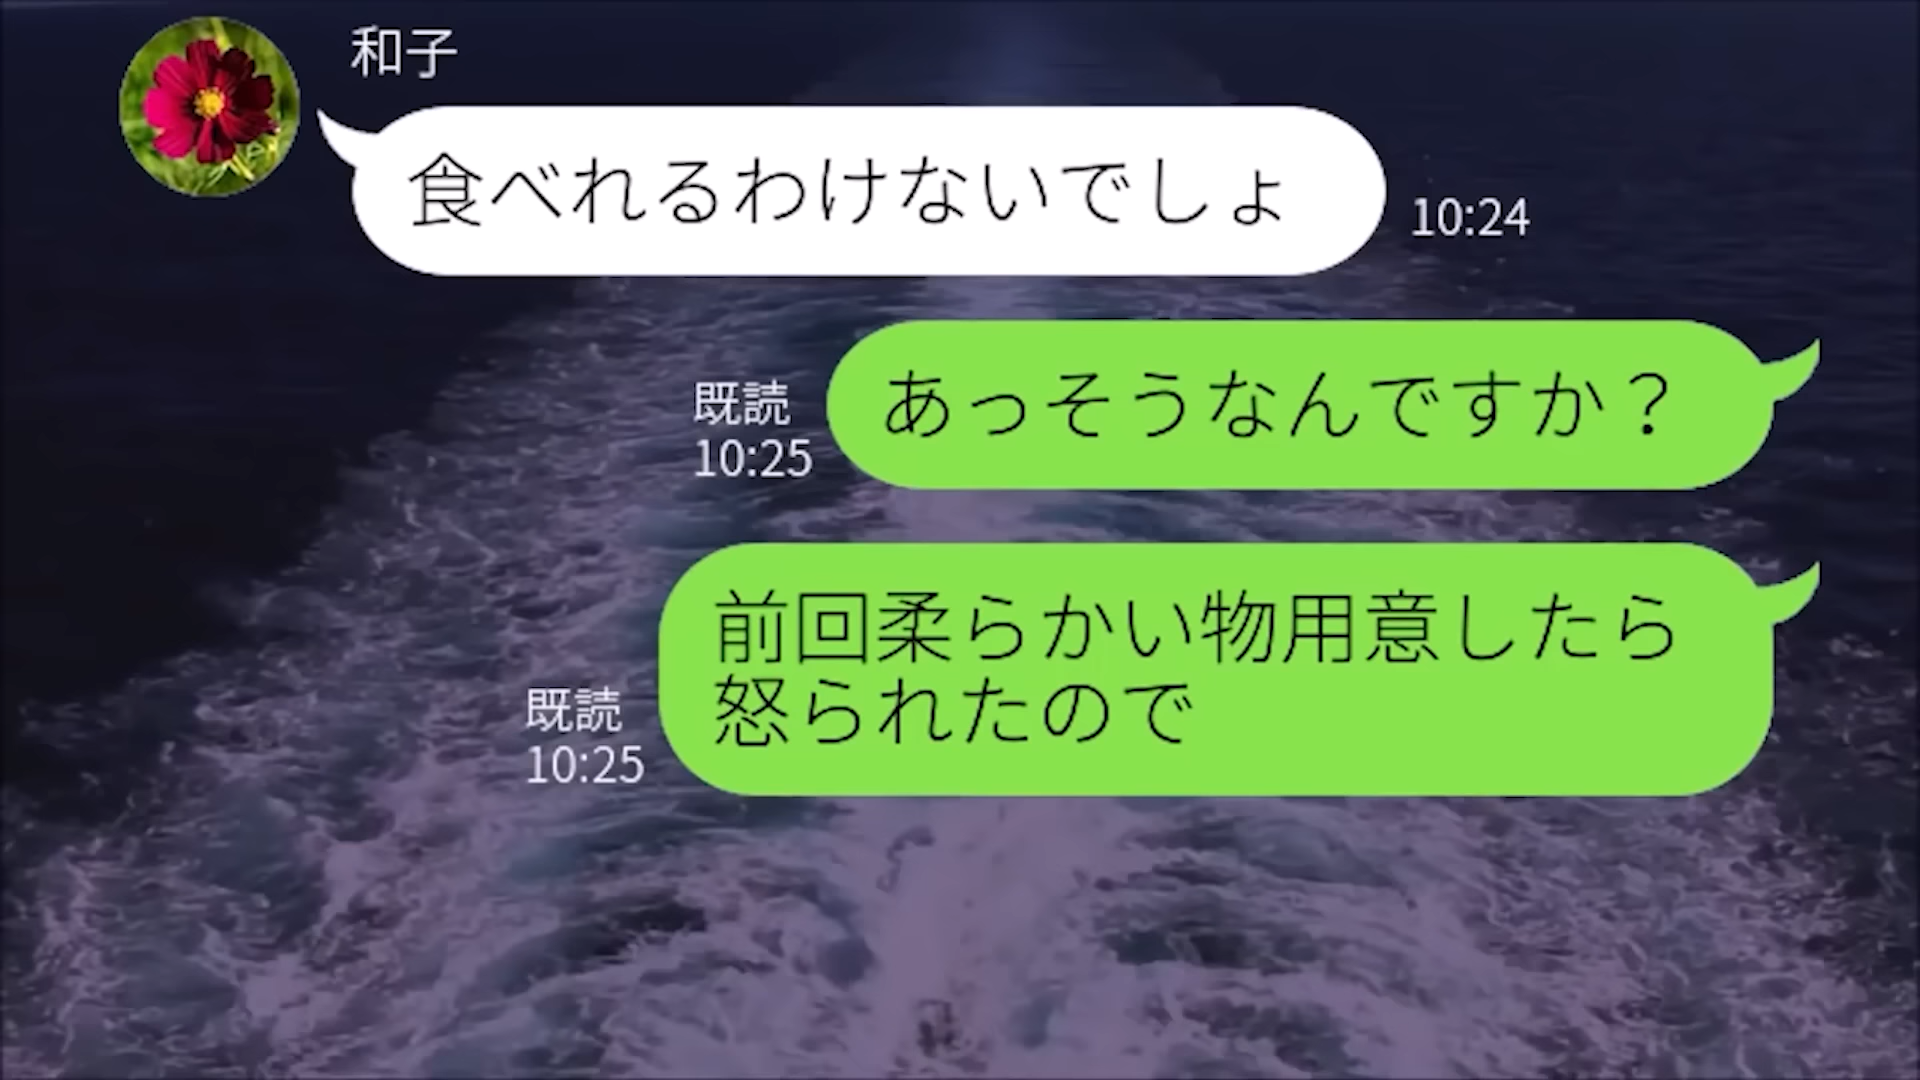 和子
食べれるわけないでしょ
10:24
あっそうなんですか？
既読
10:25
前回柔らかい物用意したら
怒られたので
既読
10:25